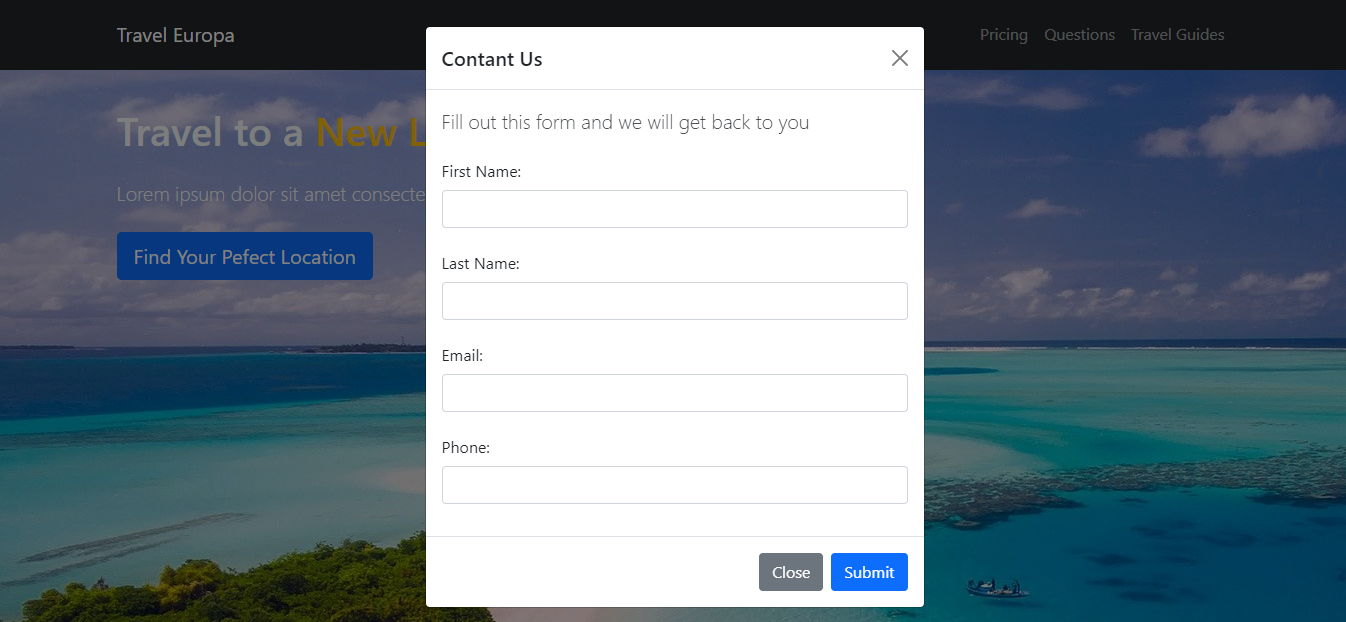 Travel Europa
Pricing Questions Travel Guides
Contant Us
Travel to a New L
Lorem ipsum dolor sit amet consecte
Find Your Pefect Location
Fill out this form and we will get back to you
First Name:
Last Name:
Email:
Phone:
Close Submit